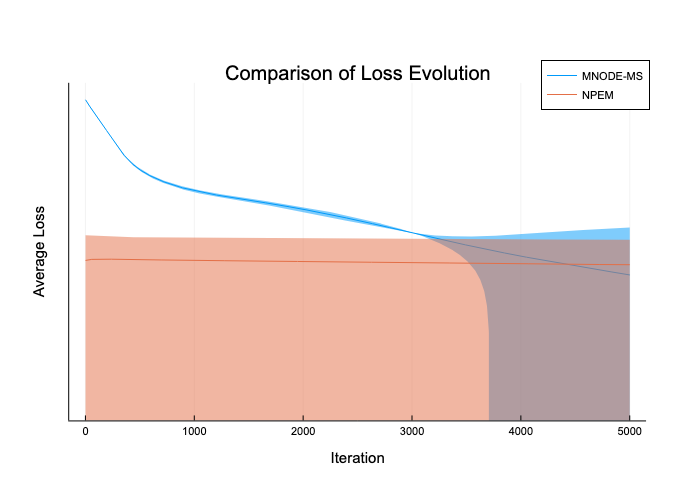 Comparison of Loss Evolution
MNODE-MS
NPEM
Average Loss
0
1000
2000
3000
4000
5000
Iteration